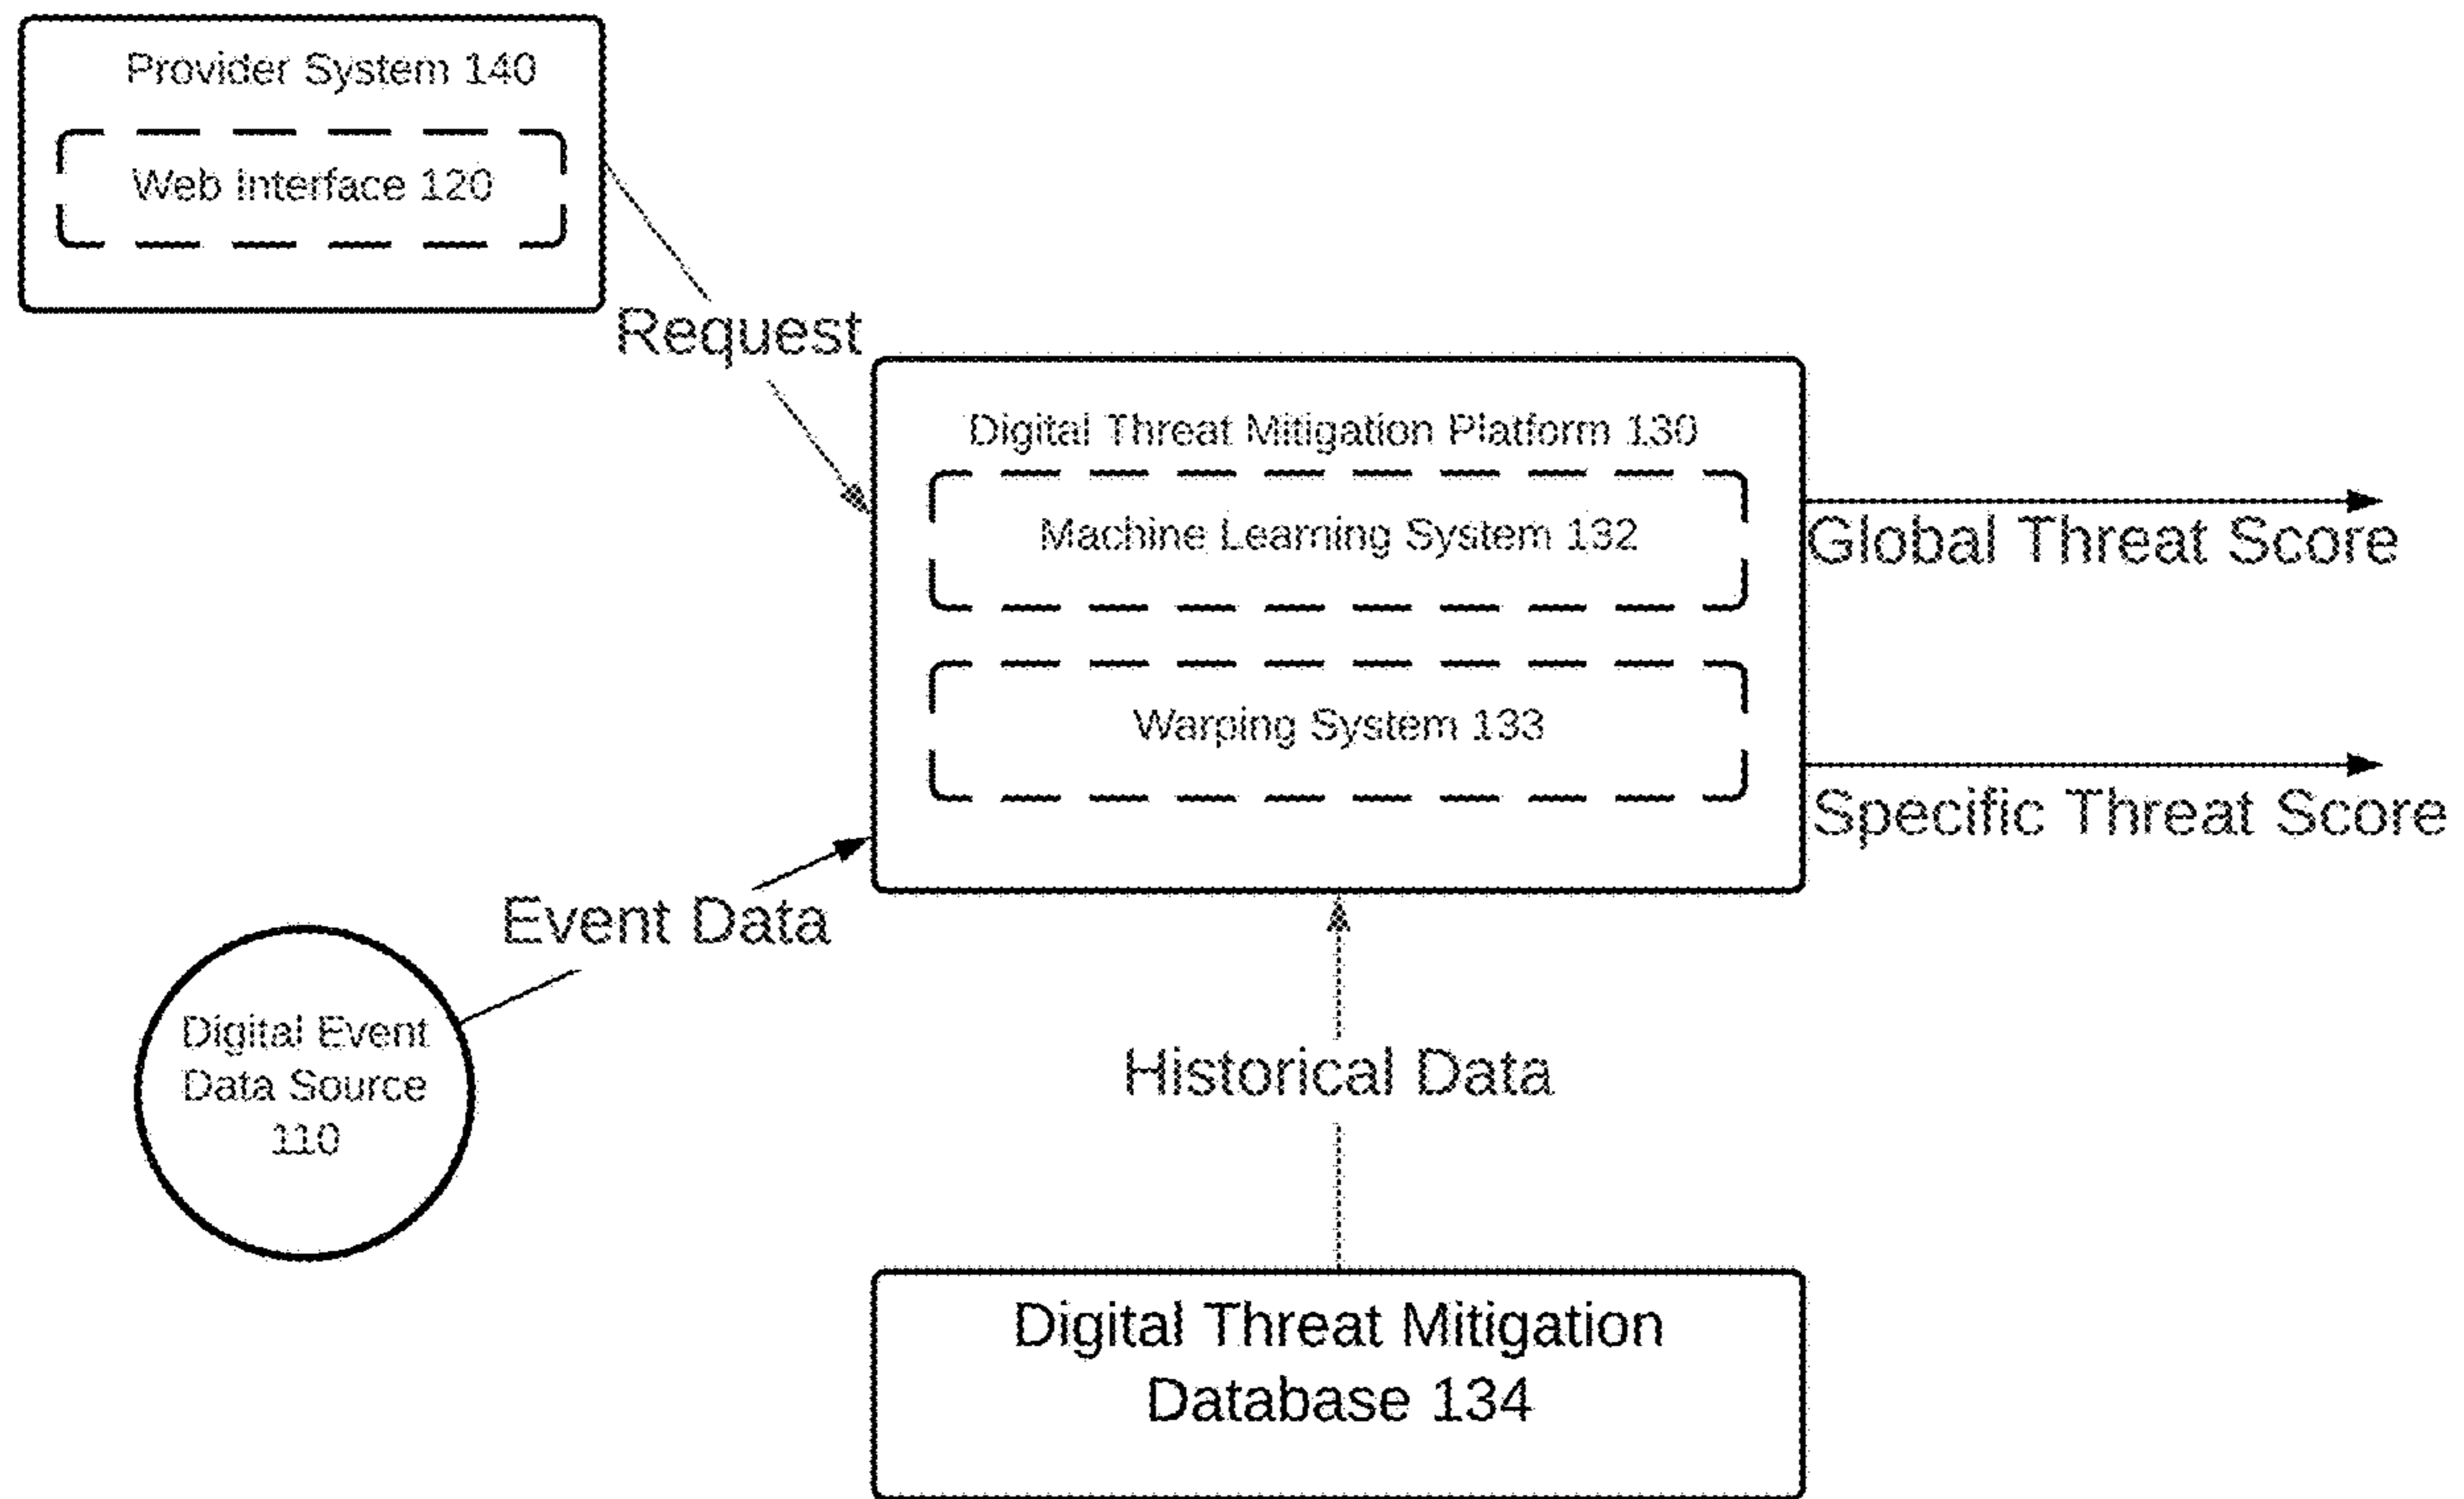 Provider System 140
Web Interface 120
Request
Digital Threat Mitigation Platform 130
Machine Learning System 132
Global Threat Score
Warping System 133
Specific Threat Score
Event Data
Digital Event
Data Source
110
Historical Data
Digital Threat Mitigation
Database 134